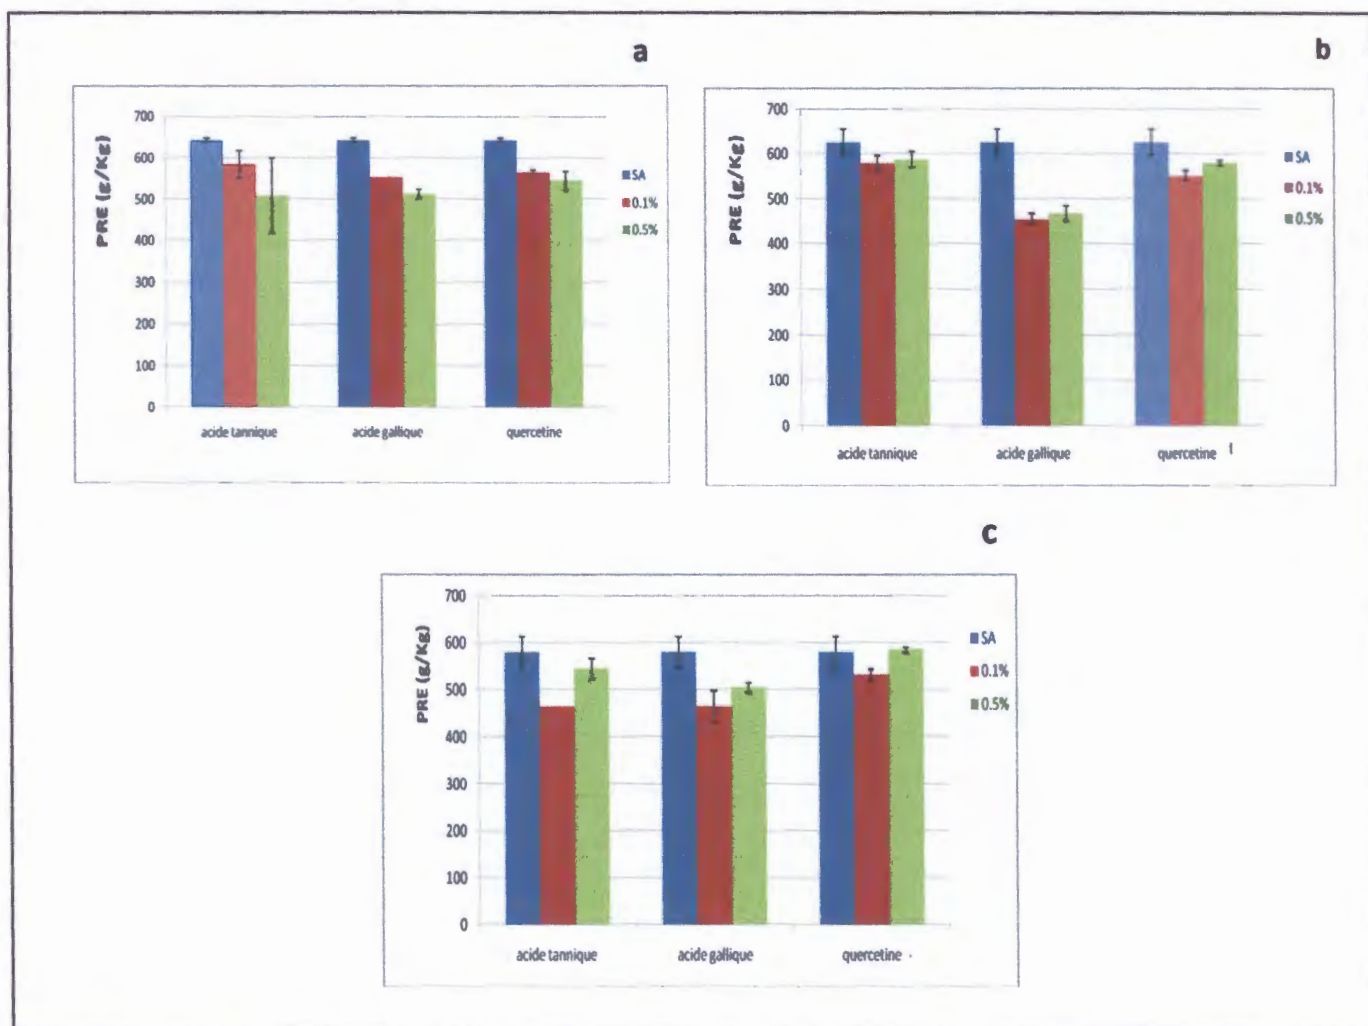 a
PRE (g/Kg)
700
600
500
400
300
200
100
0
acide tannique
acide gallique
quercetine
SA
0.1%
0.5%
b
PRE (g/Kg)
700
600
500
400
300
200
100
0
acide tannique
acide gallique
quercetine
SA
0.1%
0.5%
c
PRE (g/Kg)
700
600
500
400
300
200
100
0
acide tannique
acide gallique
quercetine
SA
0.1%
0.5%